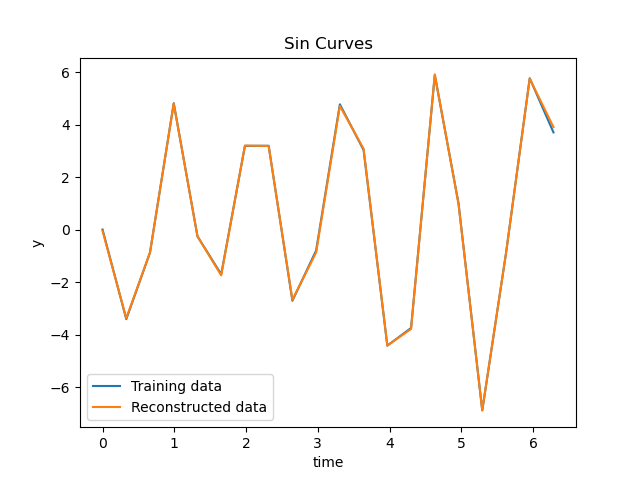 Sin Curves
6
4
2
0
−2
−4
−6
y
Training data
Reconstructed data
0 1 2 3 4 5 6
time